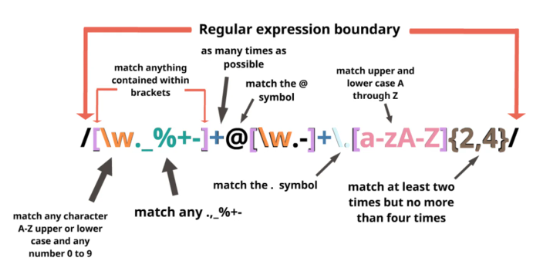 Regular expression boundary
as many times as
possible
match anything
contained within
brackets
match the @
symbol
match upper and
lower case A
through Z
/[\w._%+-]+@[\w.-]+\.[a-zA-Z]{2,4}/
match the . symbol
match at least two
times but no more
than four times
match any .,_%+-
match any character
A-Z upper or lower
case and any
number 0 to 9